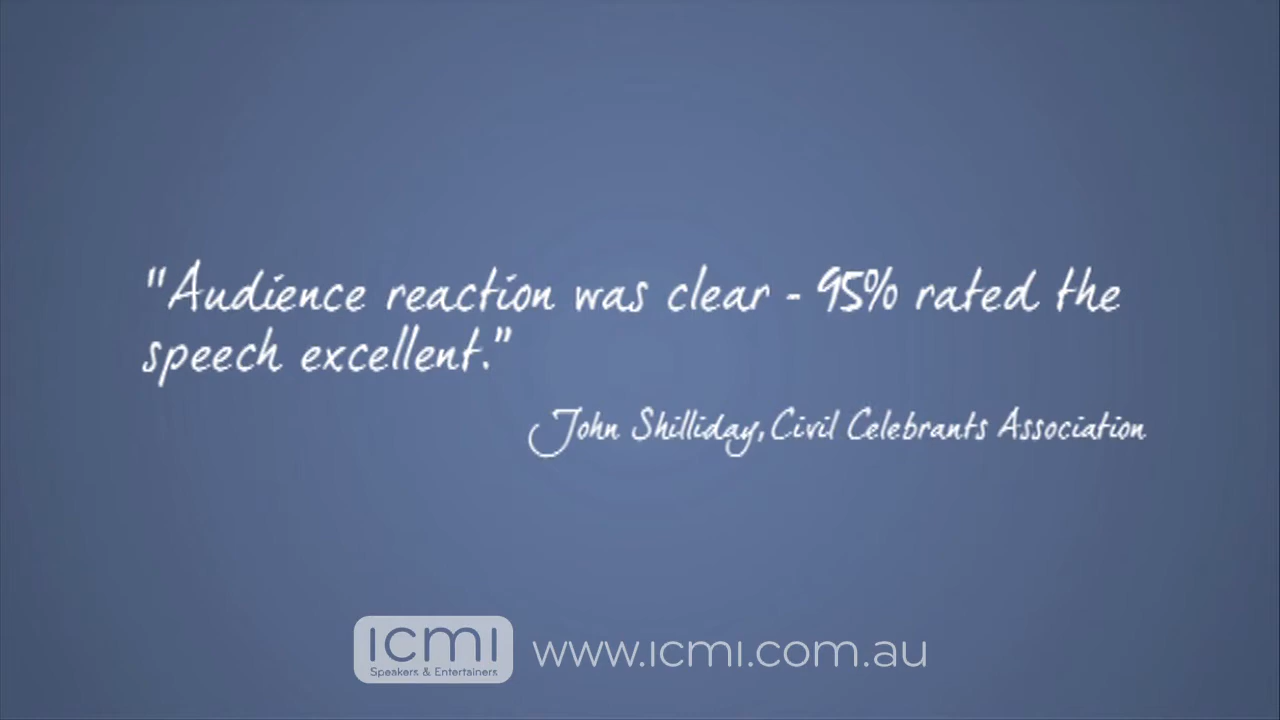 "Audience reaction was clear - 95% rated the
speech excellent."
John Shilliday, Civil Celebrants Association
icmi
Speakers & Entertainers
www.icmi.com.au